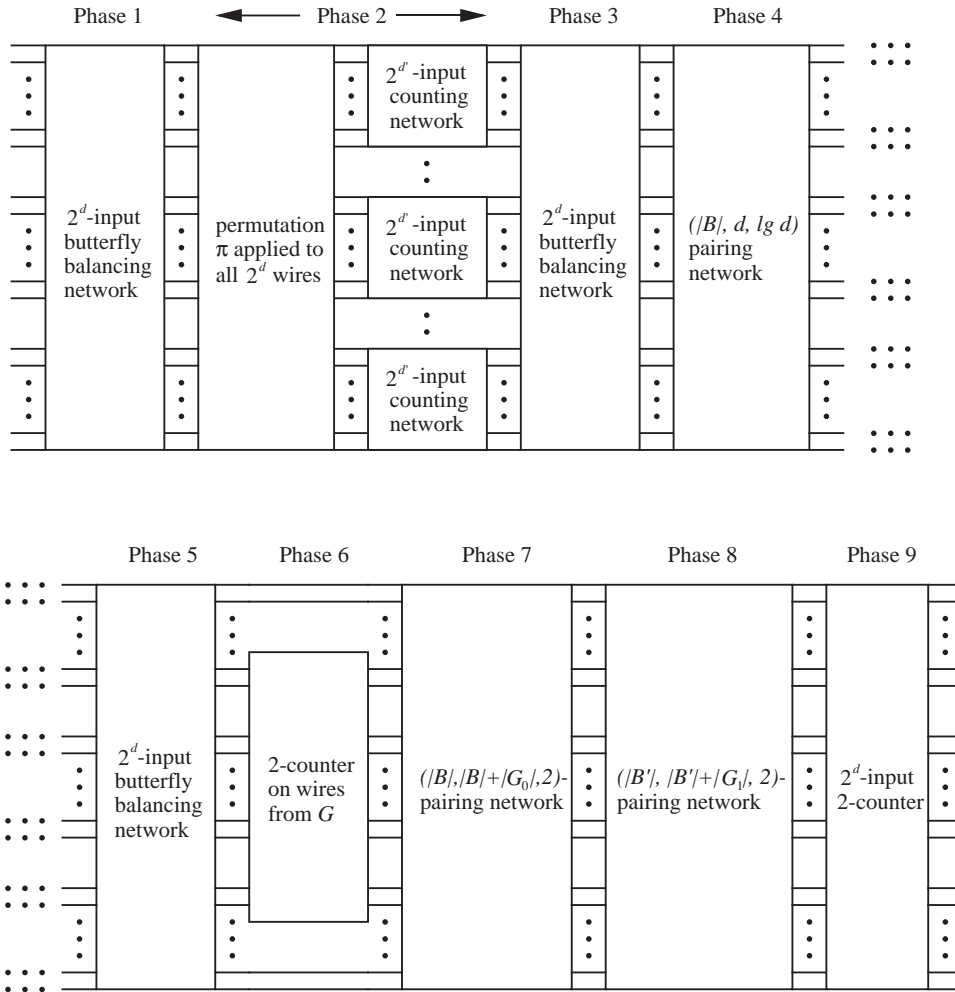 Phase 1
Phase 2
Phase 3
Phase 4
2^d-input
butterfly
balancing
network
permutation
π applied to
all 2^d wires
2^d' -input
counting
network
2^d' -input
counting
network
2^d' -input
counting
network
2^d-input
butterfly
balancing
network
(|B|, d, lg d)
pairing
network
Phase 5
Phase 6
Phase 7
Phase 8
Phase 9
2^d-input
butterfly
balancing
network
2-counter
on wires
from G
(|B|,|B|+|G_0|,2)-
pairing network
(|B'|, |B'|+|G_1|, 2)-
pairing network
2^d-input
2-counter